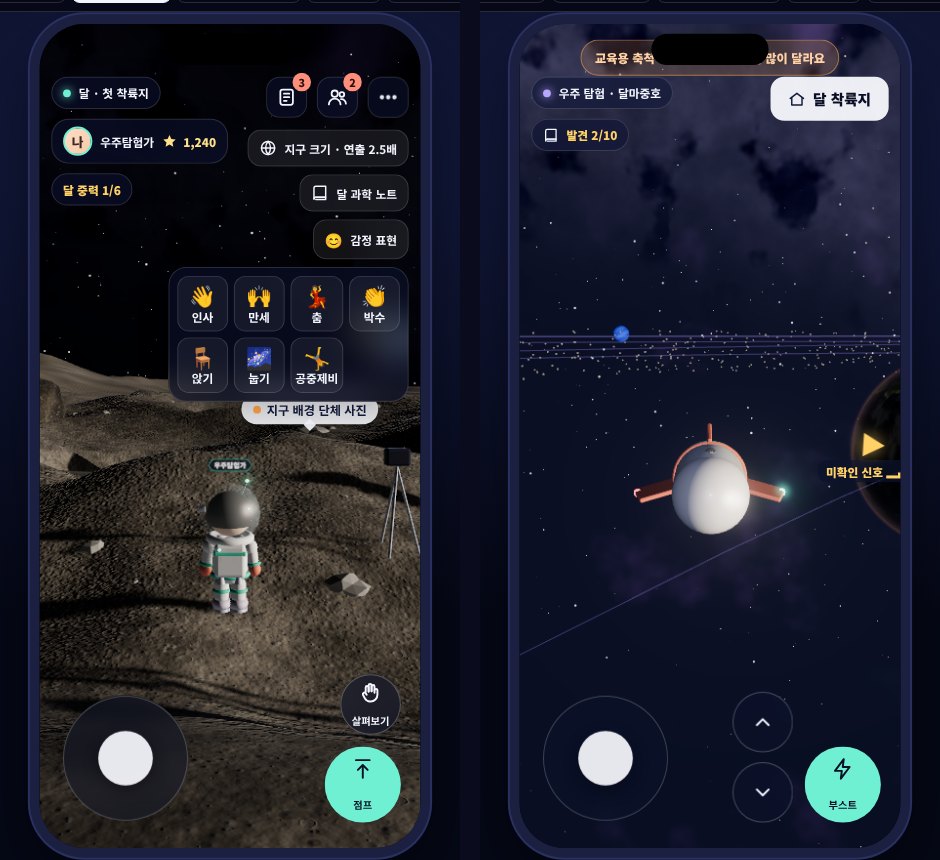 달 · 첫 착륙지
3
2
나 우주탐험가 1,240
지구 크기 · 연출 2.5배
달 중력 1/6
달 과학 노트
감정 표현
인사
만세
춤
박수
앉기
눕기
공중제비
지구 배경 단체 사진
우주탐험가
살펴보기
점프
교육용 축척 많이 달라요
우주 탐험 · 달마중호
달 착륙지
발견 2/10
미확인 신호
부스트